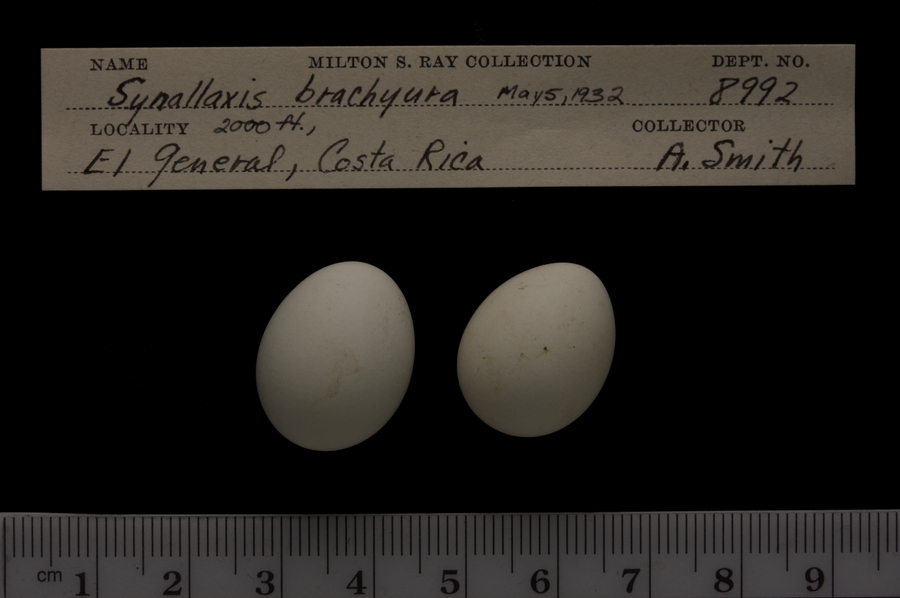 NAME MILTON S. RAY COLLECTION DEPT. NO.
Synallaxis brachyura May 5, 1932 8992
LOCALITY 2000 ft., COLLECTOR
El General, Costa Rica A. Smith
cm 1 2 3 4 5 6 7 8 9